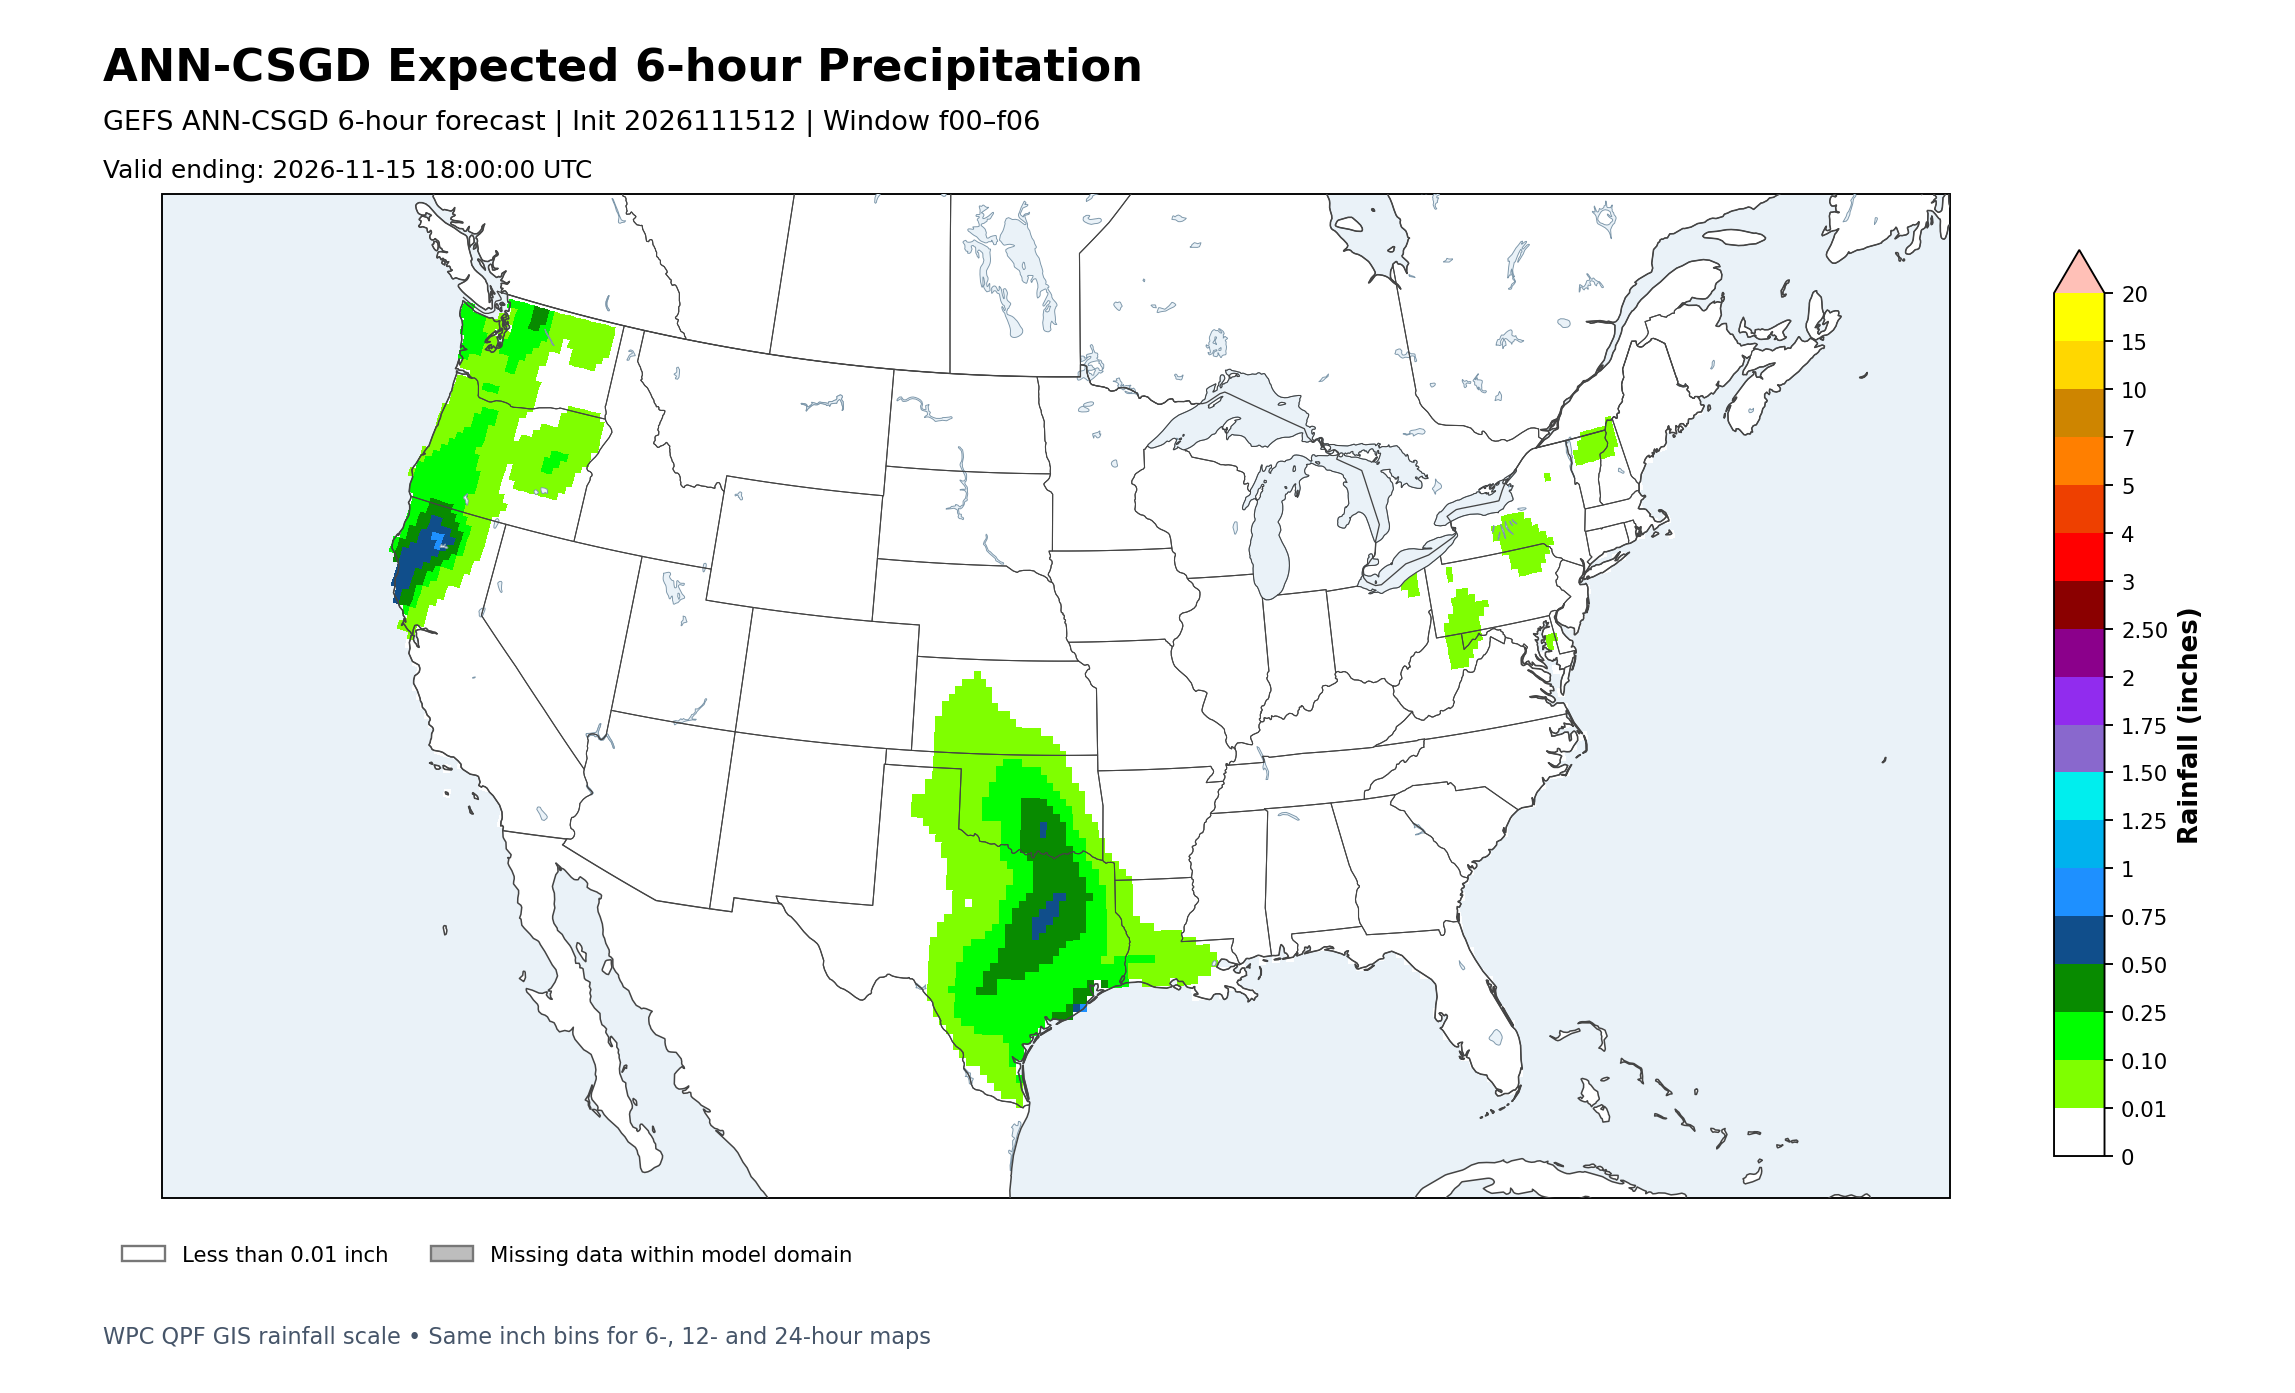 ANN-CSGD Expected 6-hour Precipitation
GEFS ANN-CSGD 6-hour forecast | Init 2026111512 | Window f00–f06
Valid ending: 2026-11-15 18:00:00 UTC
20
15
10
7
5
4
3
2.50
2
1.75
1.50
1.25
1
0.75
0.50
0.25
0.10
0.01
0
Rainfall (inches)
Less than 0.01 inch
Missing data within model domain
WPC QPF GIS rainfall scale • Same inch bins for 6-, 12- and 24-hour maps